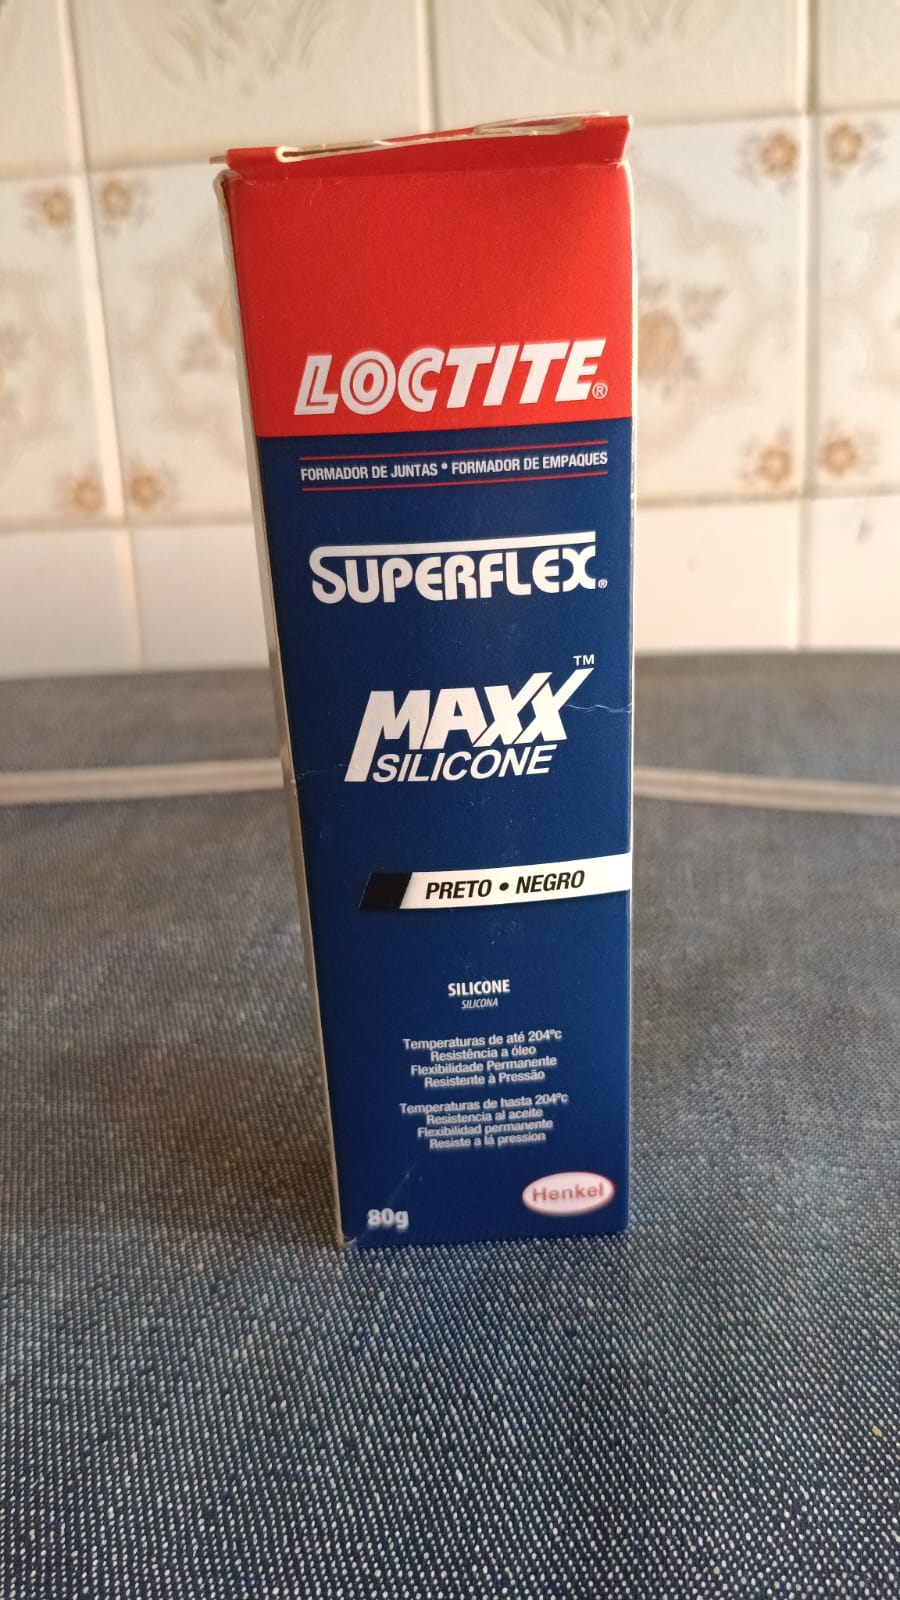 LOCTITE®
FORMADOR DE JUNTAS • FORMADOR DE EMPAQUES
SUPERFLEX®
MAXX™
SILICONE
PRETO • NEGRO
SILICONE
SILICONA
Temperaturas de até 204ºc
Resistência a óleo
Flexibilidade Permanente
Resistente à Pressão
Temperaturas de hasta 204ºc
Resistencia al aceite
Flexibilidad permanente
Resiste a lá pression
Henkel
80g